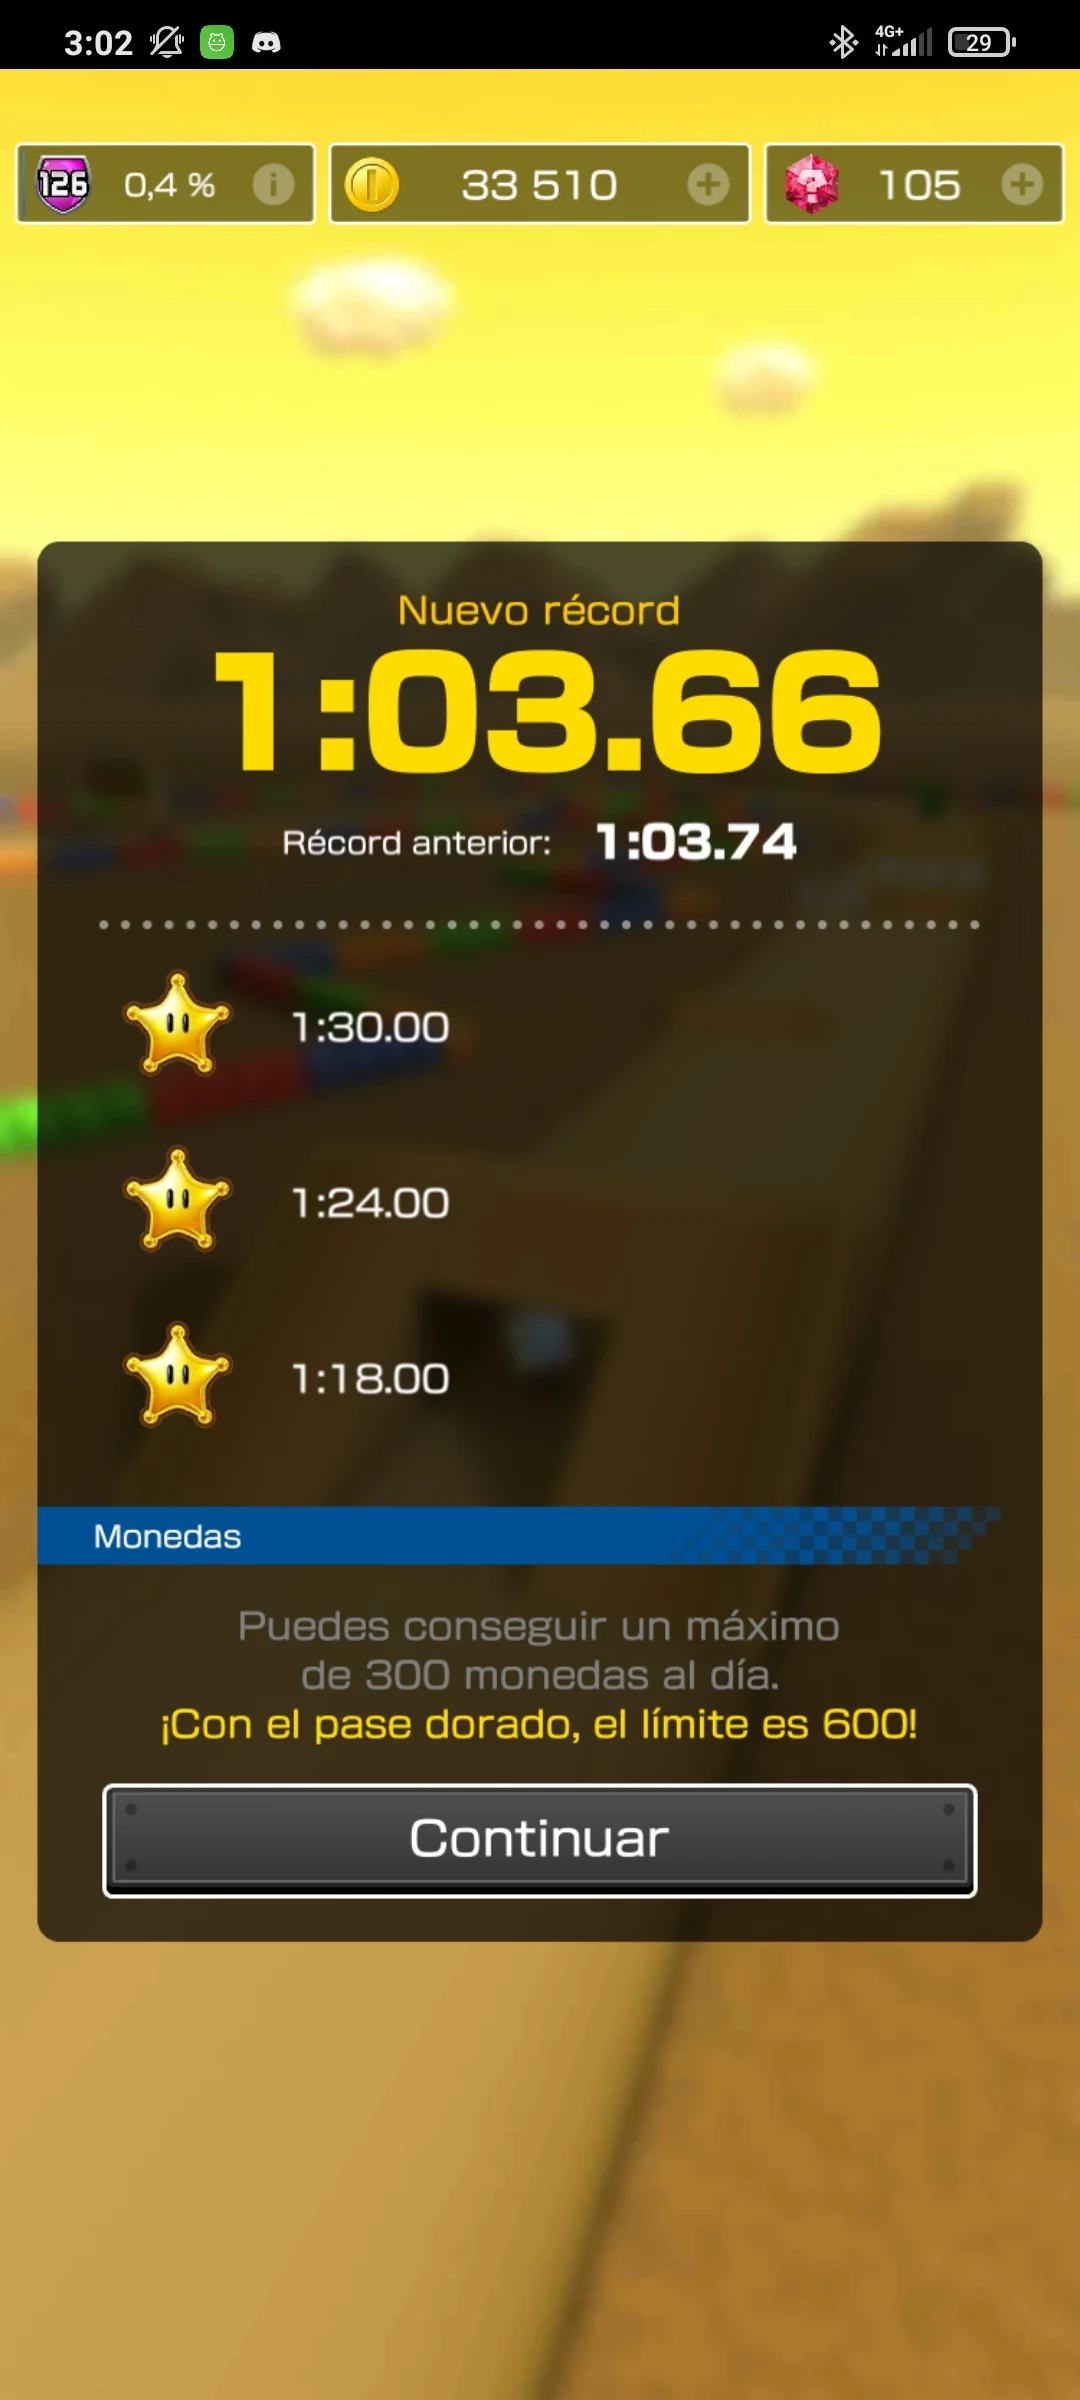 3:02
4G+
29
126
0,4 %
33 510
105
Nuevo récord
1:03.66
Récord anterior: 1:03.74
1:30.00
1:24.00
1:18.00
Monedas
Puedes conseguir un máximo
de 300 monedas al día.
¡Con el pase dorado, el límite es 600!
Continuar